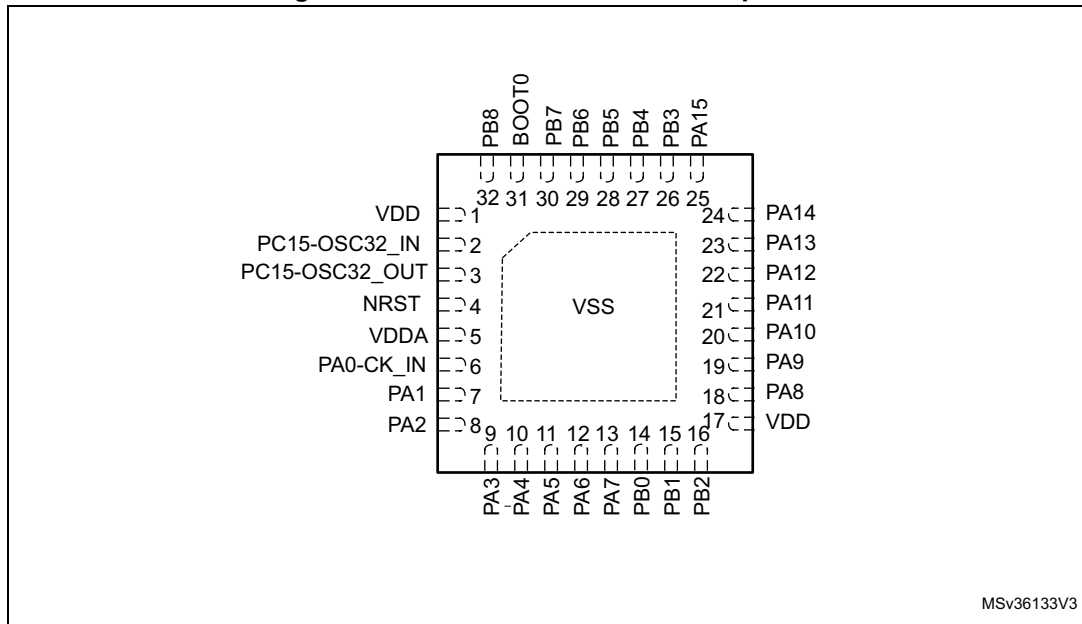 PB8
BOOT0
PB7
PB6
PB5
PB4
PB3
PA15
32 31 30 29 28 27 26 25
VDD 1
PC15-OSC32_IN 2
PC15-OSC32_OUT 3
NRST 4
VDDA 5
PA0-CK_IN 6
PA1 7
PA2 8
VSS
24 PA14
23 PA13
22 PA12
21 PA11
20 PA10
19 PA9
18 PA8
17 VDD
9 10 11 12 13 14 15 16
PA3
PA4
PA5
PA6
PA7
PB0
PB1
PB2
MSv36133V3